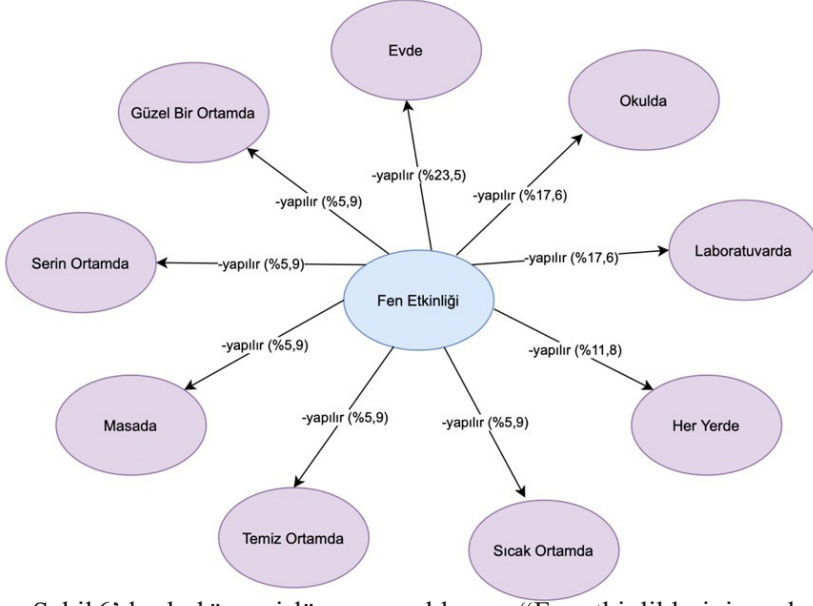 Evde
Okulda
Güzel Bir Ortamda
-yapılır (%23,5)
-yapılır (%17,6)
-yapılır (%5,9)
Serin Ortamda
-yapılır (%5,9)
-yapılır (%17,6)
Laboratuvarda
Fen Etkinliği
-yapılır (%5,9)
-yapılır (%11,8)
Masada
-yapılır (%5,9)
-yapılır (%5,9)
Her Yerde
Temiz Ortamda
Sıcak Ortamda